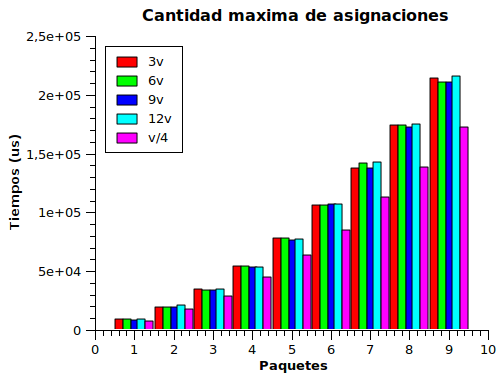 Cantidad maxima de asignaciones
2,5e+05
2e+05
1,5e+05
1e+05
5e+04
0
Tiempos (us)
3v
6v
9v
12v
v/4
0 1 2 3 4 5 6 7 8 9 10
Paquetes